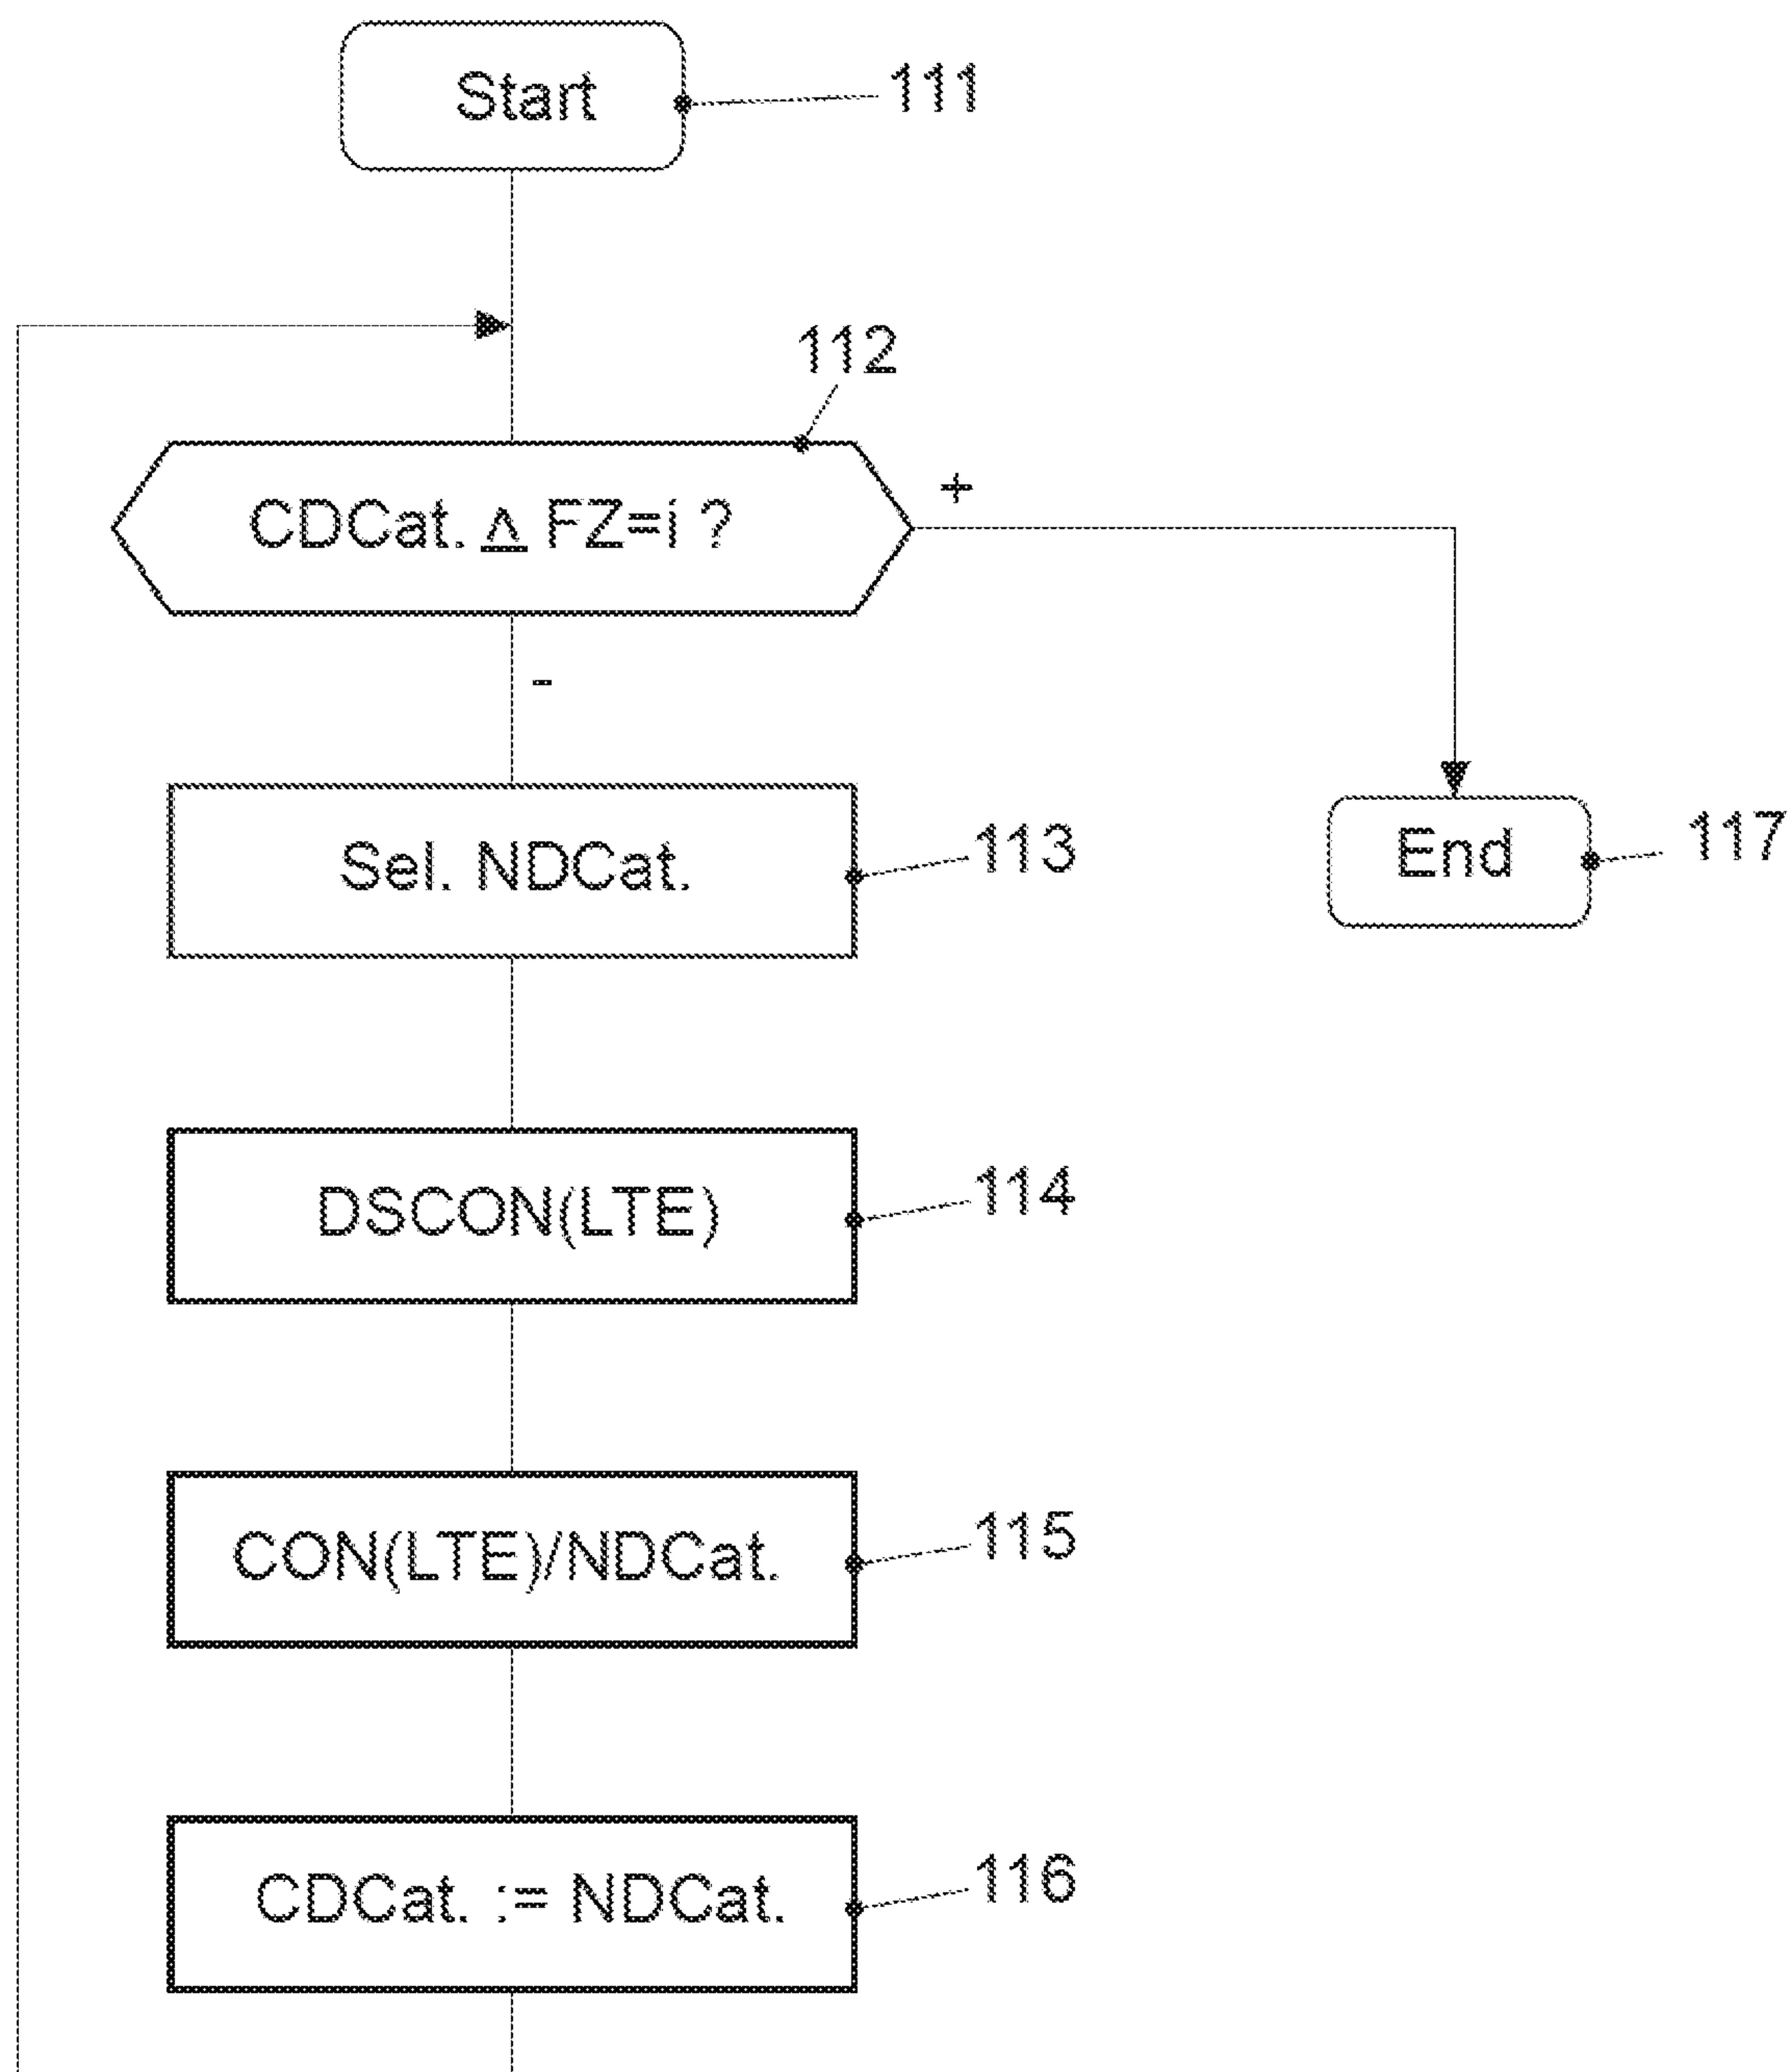 Start
111
112
CDCat. ≙ FZ=i ?
+
-
Sel. NDCat.
113
End
117
DSCON(LTE)
114
CON(LTE)/NDCat.
115
CDCat. := NDCat.
116